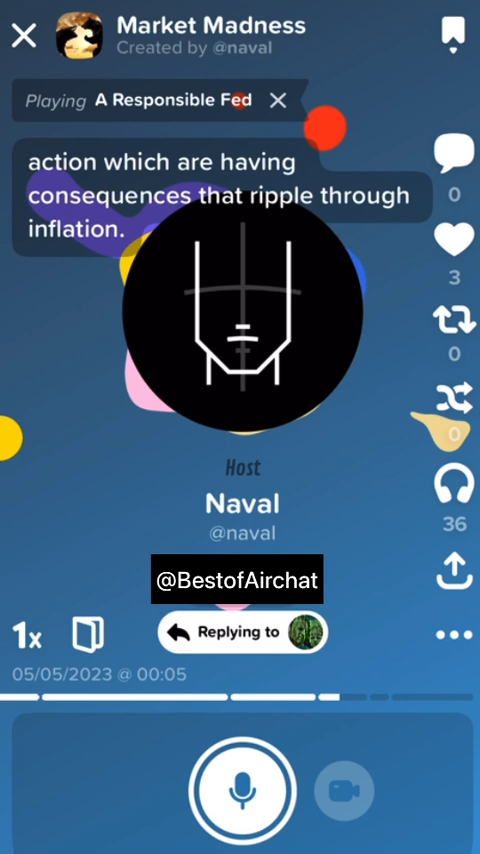 Market Madness
Created by @naval
Playing A Responsible Fed
action which are having
consequences that ripple through
inflation.
0
3
0
0
36
Host
Naval
@naval
@BestofAirchat
1x
Replying to
05/05/2023 @ 00:05